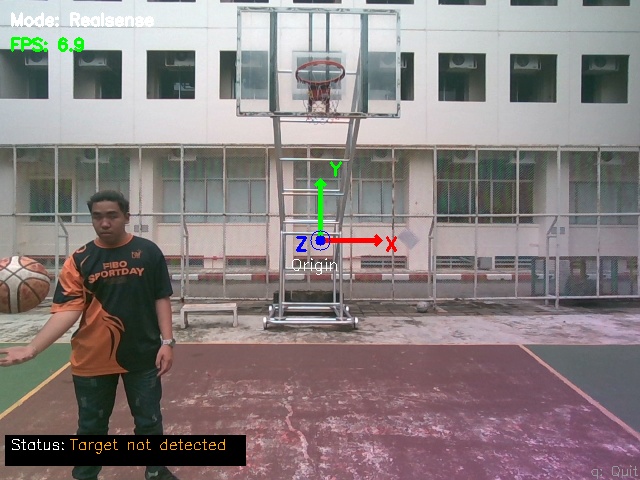 Mode: Realsense
FPS: 6.9
Y
Z
X
Origin
FIBO
SPORTDAY
Status: Target not detected
q: Quit